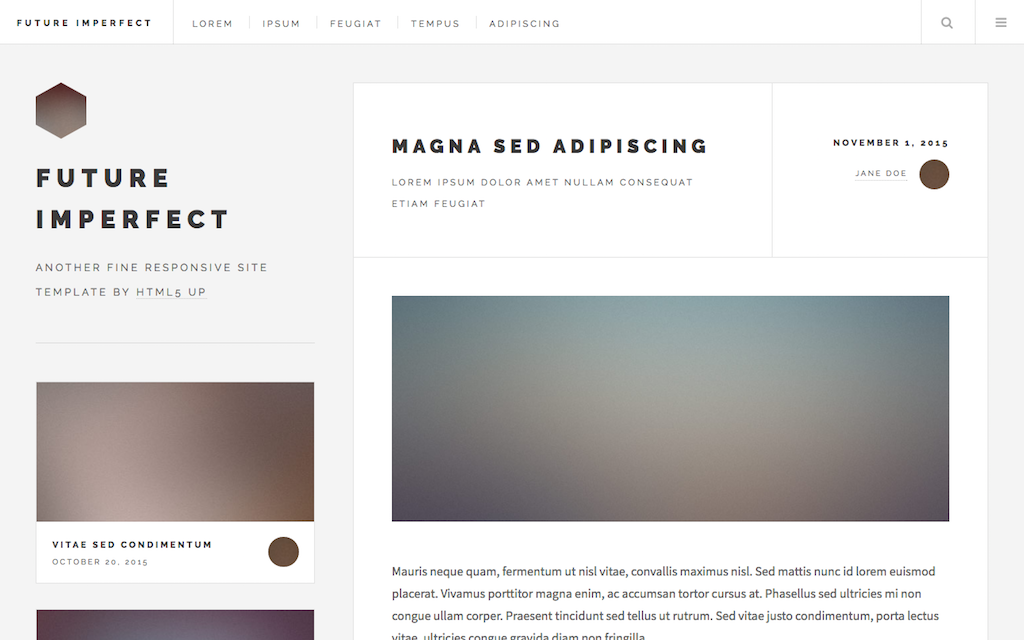 FUTURE IMPERFECT
LOREM
IPSUM
FEUGIAT
TEMPUS
ADIPISCING
FUTURE
IMPERFECT
ANOTHER FINE RESPONSIVE SITE
TEMPLATE BY HTML5 UP
VITAE SED CONDIMENTUM
OCTOBER 20, 2015
MAGNA SED ADIPISCING
LOREM IPSUM DOLOR AMET NULLAM CONSEQUAT
ETIAM FEUGIAT
NOVEMBER 1, 2015
JANE DOE
Mauris neque quam, fermentum ut nisl vitae, convallis maximus nisl. Sed mattis nunc id lorem euismod
placerat. Vivamus porttitor magna enim, ac accumsan tortor cursus at. Phasellus sed ultricies mi non
congue ullam corper. Praesent tincidunt sed tellus ut rutrum. Sed vitae justo condimentum, porta lectus
vitae, ultricies congue gravida diam non fringilla.